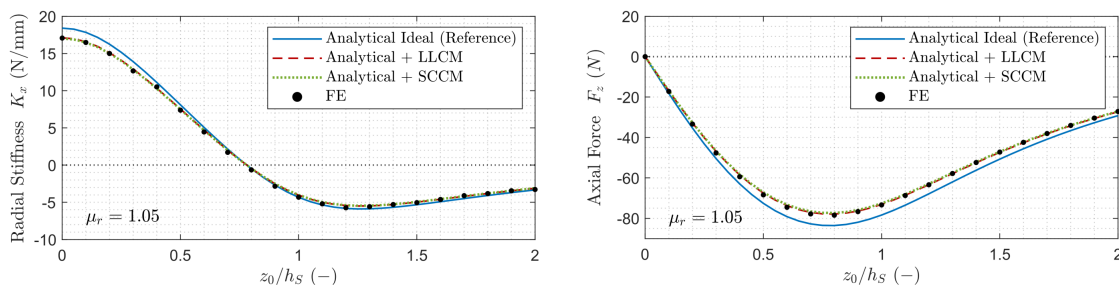 Radial Stiffness K_x (N/mm)
20
15
10
5
0
-5
-10
Analytical Ideal (Reference)
Analytical + LLCM
Analytical + SCCM
FE
μ_r = 1.05
0 0.5 1 1.5 2
z_0/h_S (−)
Axial Force F_z (N)
20
0
-20
-40
-60
-80
Analytical Ideal (Reference)
Analytical + LLCM
Analytical + SCCM
FE
μ_r = 1.05
0 0.5 1 1.5 2
z_0/h_S (−)